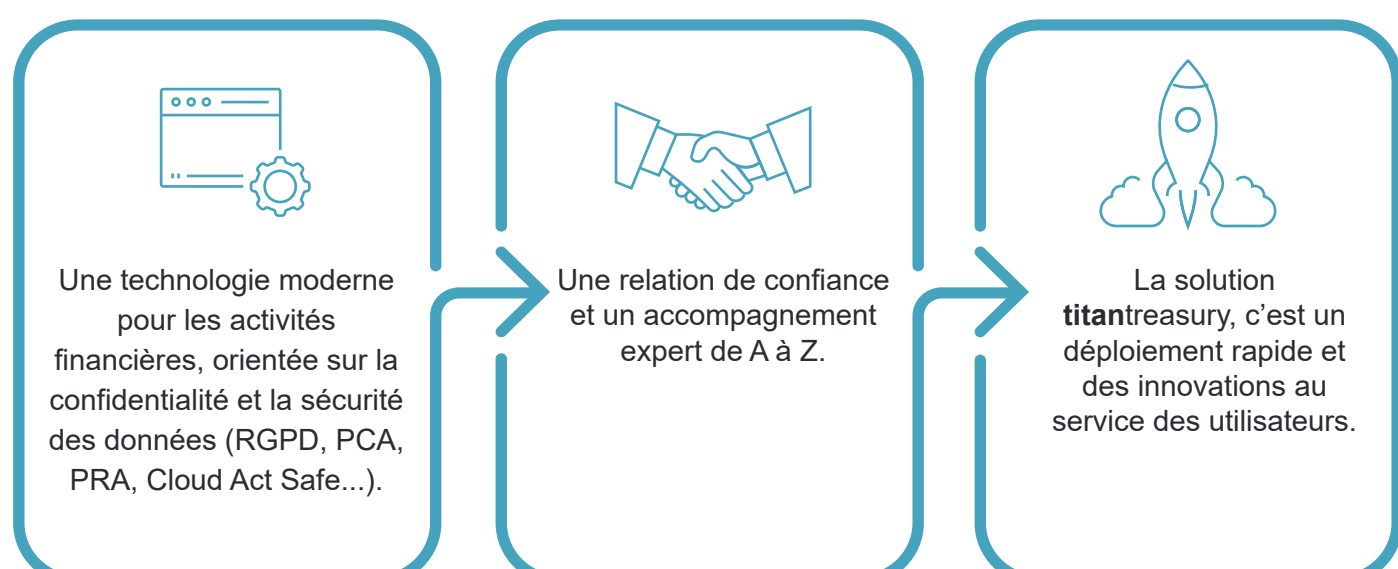 Une technologie moderne
pour les activités
financières, orientée sur la
confidentialité et la sécurité
des données (RGPD, PCA,
PRA, Cloud Act Safe...).
Une relation de confiance
et un accompagnement
expert de A à Z.
La solution
titantreasury, c’est un
déploiement rapide et
des innovations au
service des utilisateurs.